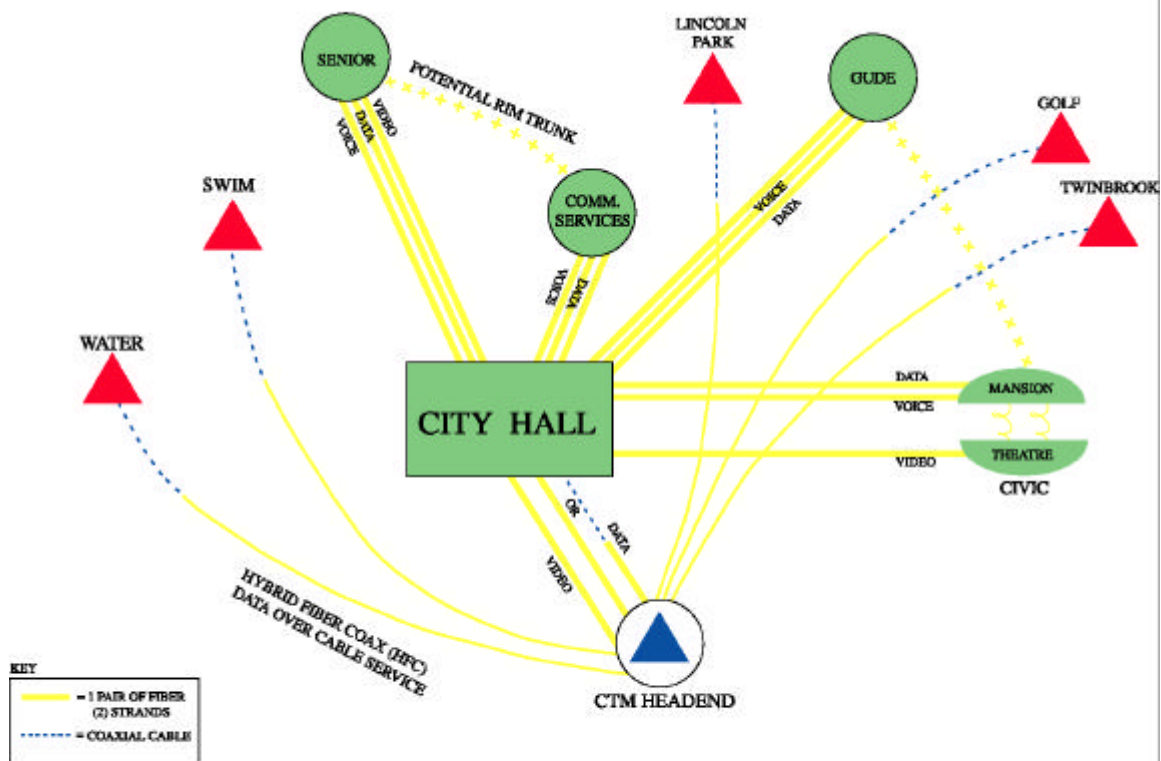 LINCOLN
PARK
SENIOR
GUDE
POTENTIAL RIM TRUNK
GOLF
VIDEO
DATA
VOICE
SWIM
TWINBROOK
COMM.
SERVICES
VOICE
DATA
VOICE
DATA
WATER
CITY HALL
DATA
MANSION
VOICE
THEATRE
VIDEO
CIVIC
OR
DATA
VIDEO
HYBRID FIBER COAX (HFC)
DATA OVER CABLE SERVICE
CTM HEADEND
KEY
= 1 PAIR OF FIBER
(2) STRANDS
= COAXIAL CABLE